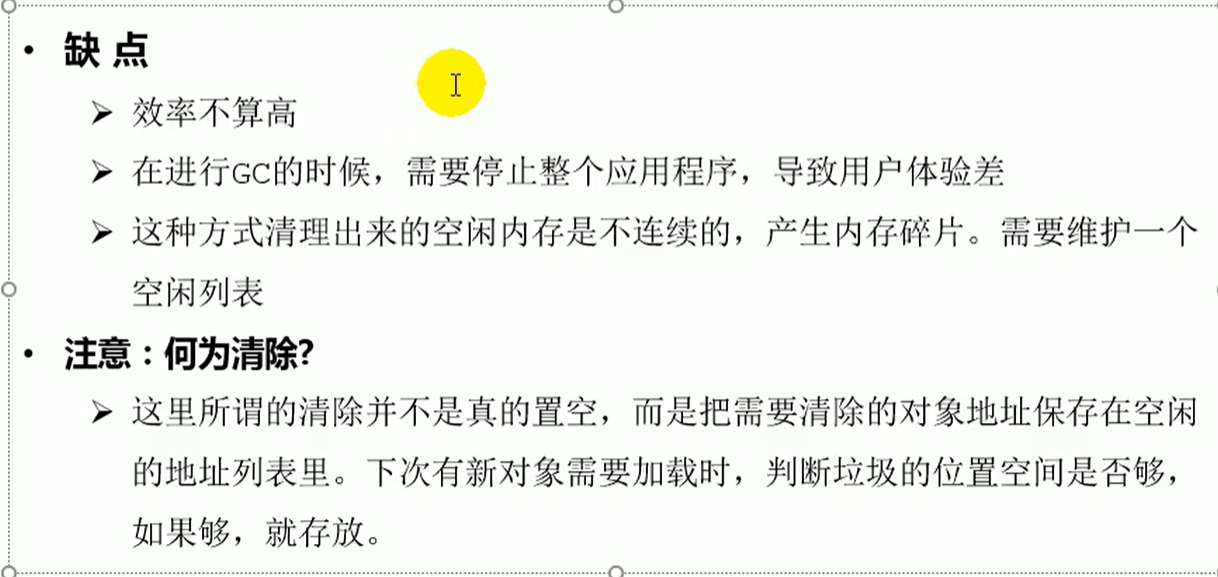 • 缺 点
➢ 效率不算高
➢ 在进行GC的时候，需要停止整个应用程序，导致用户体验差
➢ 这种方式清理出来的空闲内存是不连续的，产生内存碎片。需要维护一个
空闲列表
• 注意：何为清除?
➢ 这里所谓的清除并不是真的置空，而是把需要清除的对象地址保存在空闲
的地址列表里。下次有新对象需要加载时，判断垃圾的位置空间是否够，
如果够，就存放。